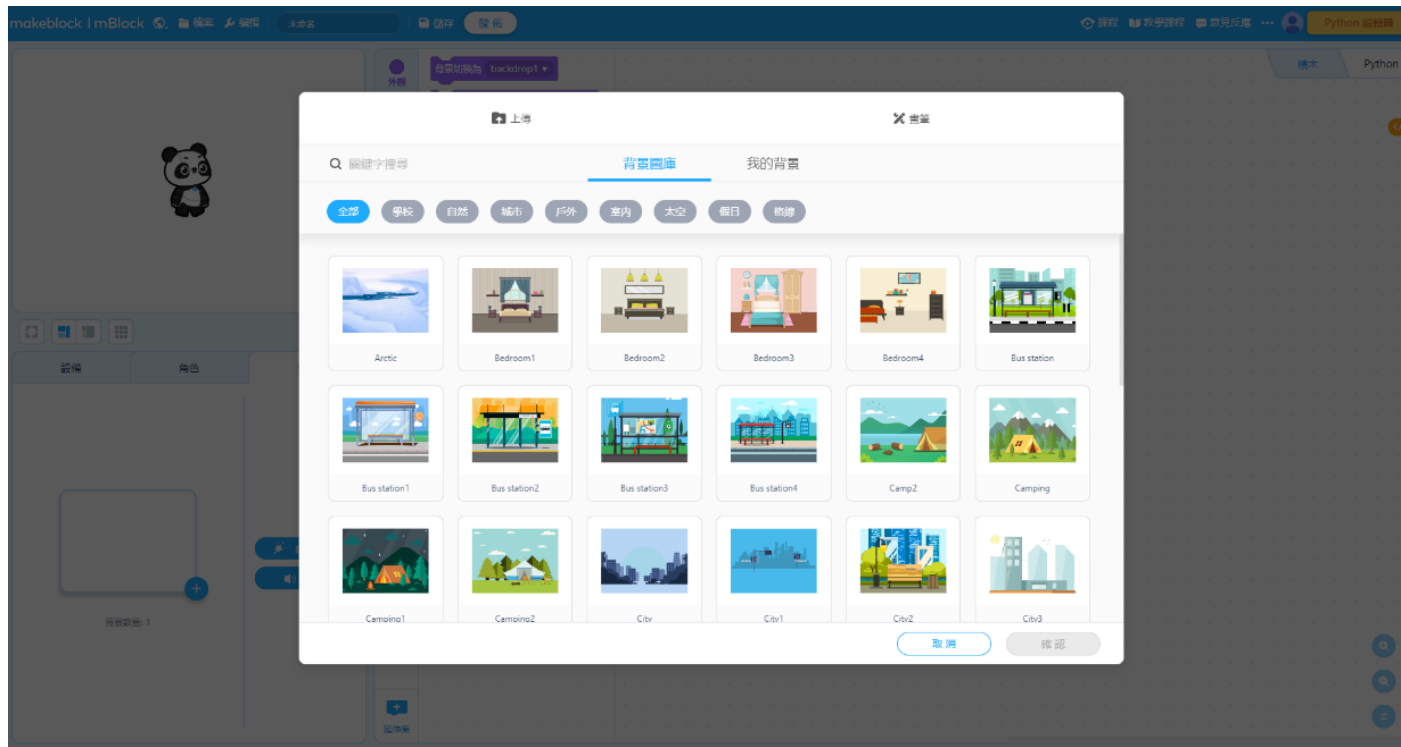 makeblock | mBlock 檔案 編輯 未命名 儲存 發佈 課程 教學課程 意見反應 ... Python 編輯器
背景切換為 backdrop1
外觀
積木 Python
上傳 畫筆
關鍵字搜尋 背景圖庫 我的背景
全部 學校 自然 城市 戶外 室內 太空 假日
Arctic Bedroom1 Bedroom2 Bedroom3 Bedroom4 Bus station
設備 角色
Bus station1 Bus station2 Bus station3 Bus station4 Camp2 Camping
Camping1 Camping2 City City1 City2 City3
背景數量: 1
取消 確認
延伸集